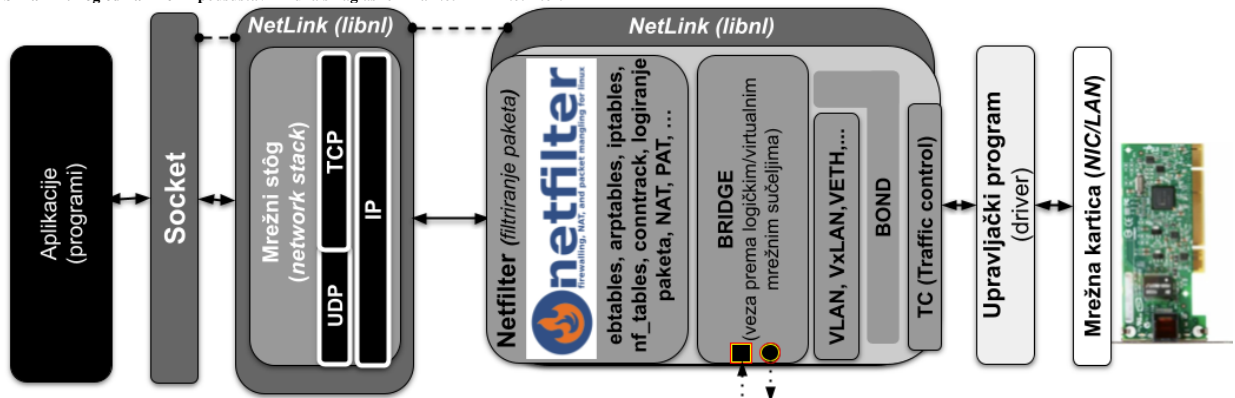 NetLink (libnl)
NetLink (libnl)
Aplikacije
(programi)
Socket
Mrežni stôg
(network stack)
TCP
UDP
IP
Netfilter (filtriranje paketa)
netfilter
firewalling, NAT, and packet mangling for linux
ebtables, arptables, iptables,
nf_tables, conntrack, logiranje
paketa, NAT, PAT, ...
BRIDGE
(veza prema logičkim/virtualnim
mrežnim sučeljima)
VLAN, VxLAN,VETH,...
BOND
TC (Traffic control)
Upravljački program
(driver)
Mrežna kartica (NIC/LAN)